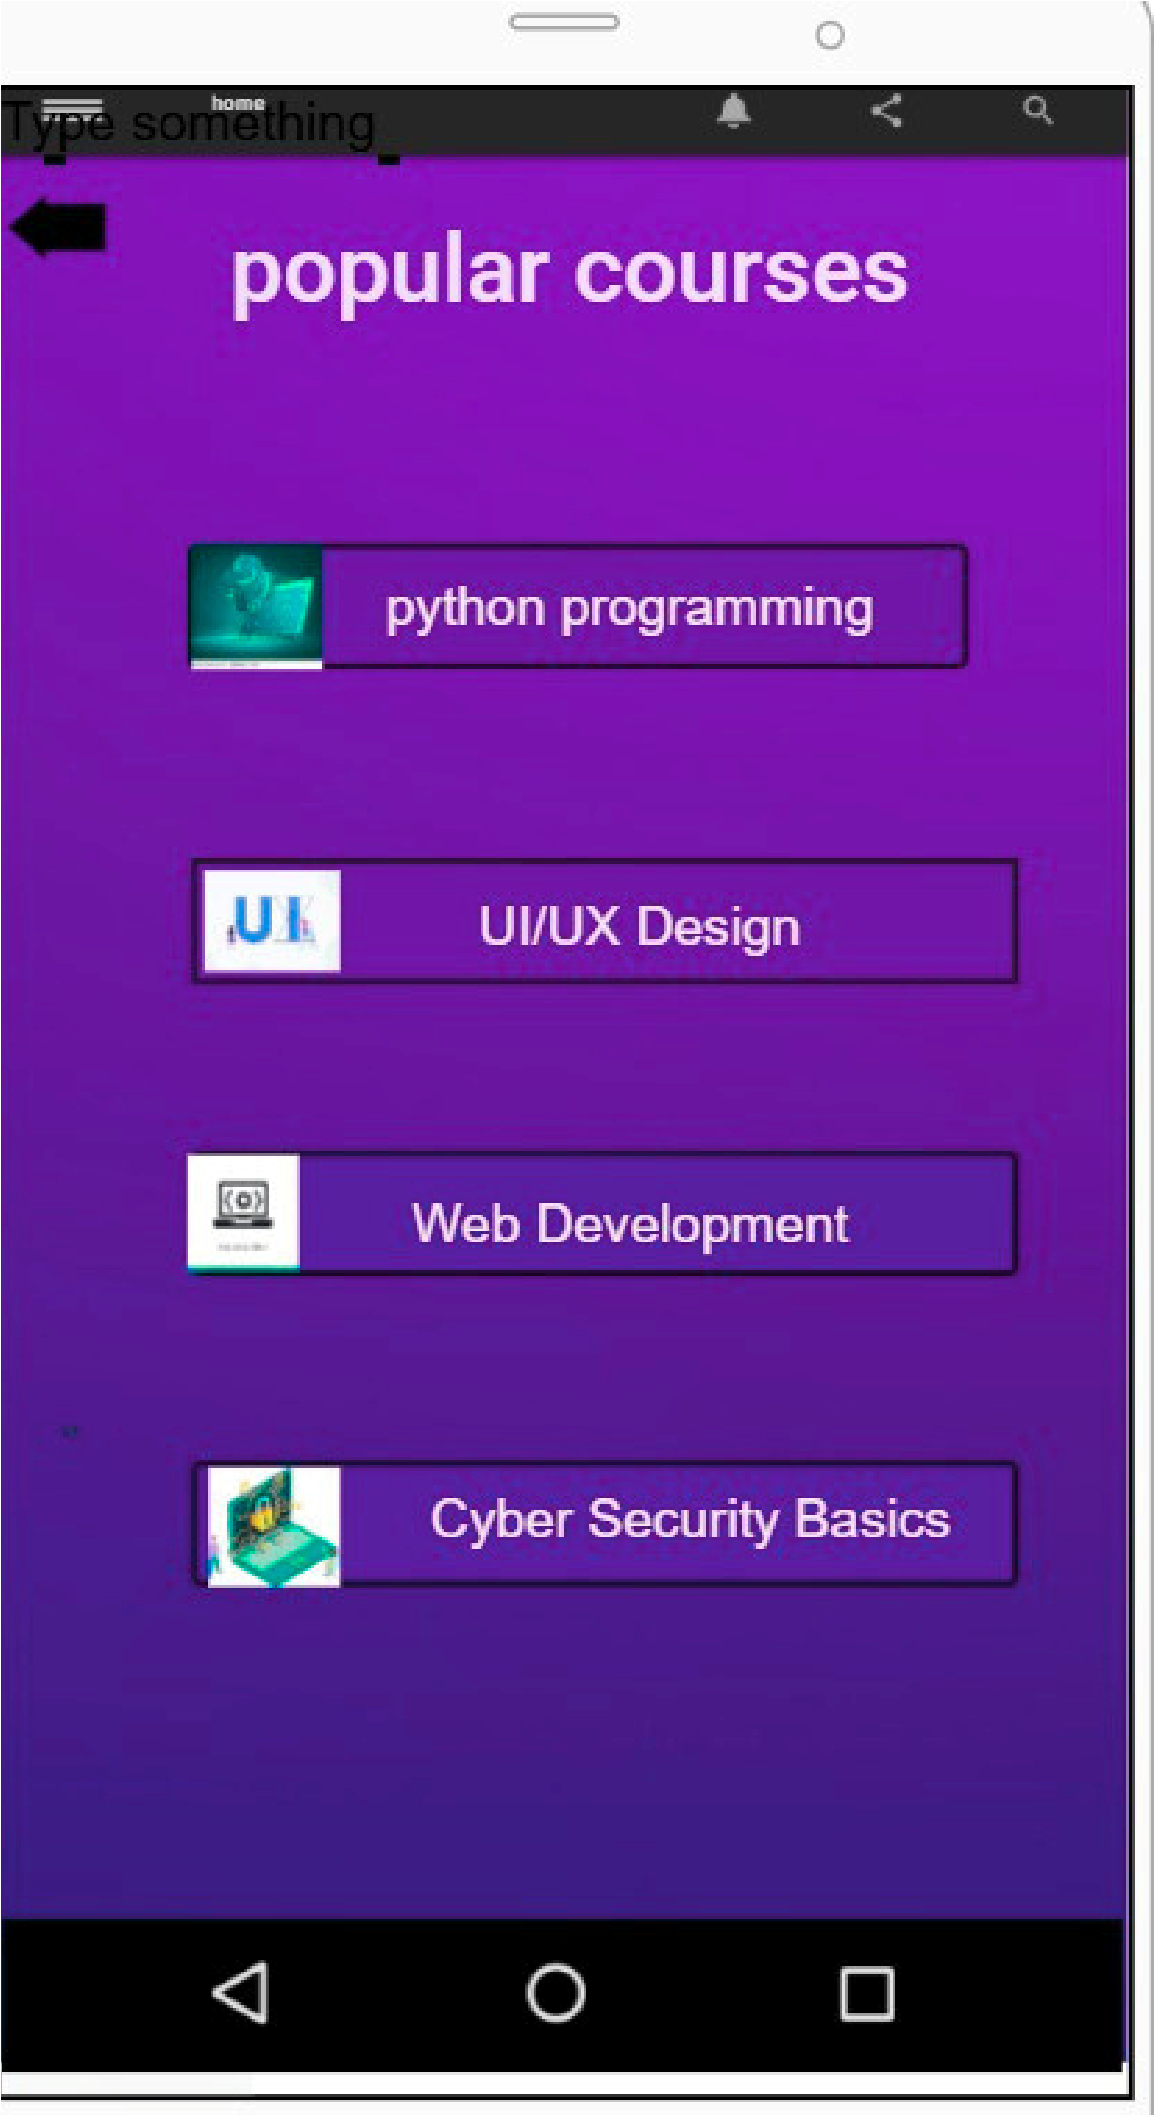 home
Type something
popular courses
python programming
UI/UX Design
Web Development
Cyber Security Basics